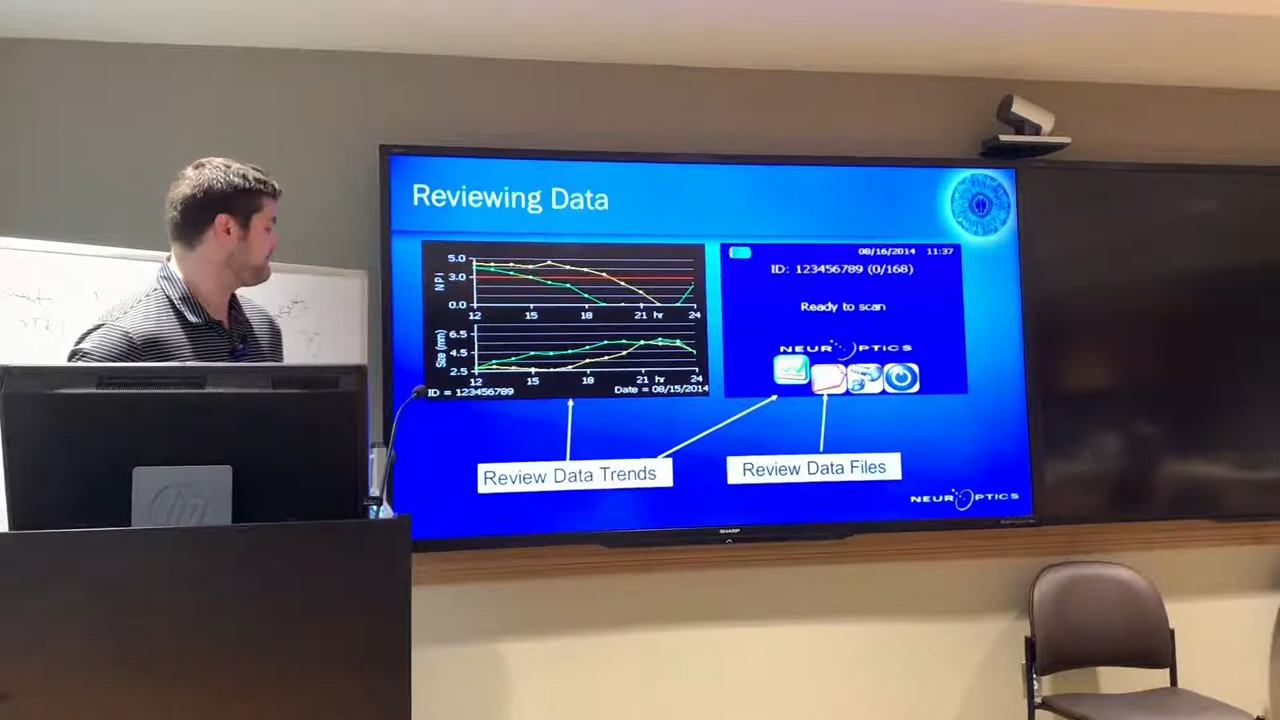 Reviewing Data
5.0
NPi
3.0
0.0
12 15 18 21 hr 24
6.5
Size (mm)
4.5
2.5
12 15 18 21 hr 24
ID = 123456789
Date = 08/15/2014
08/16/2014 11:37
ID: 123456789 (0/168)
Ready to scan
NEUROPTICS
Review Data Trends
Review Data Files
NEUROPTICS
SHARP
hp